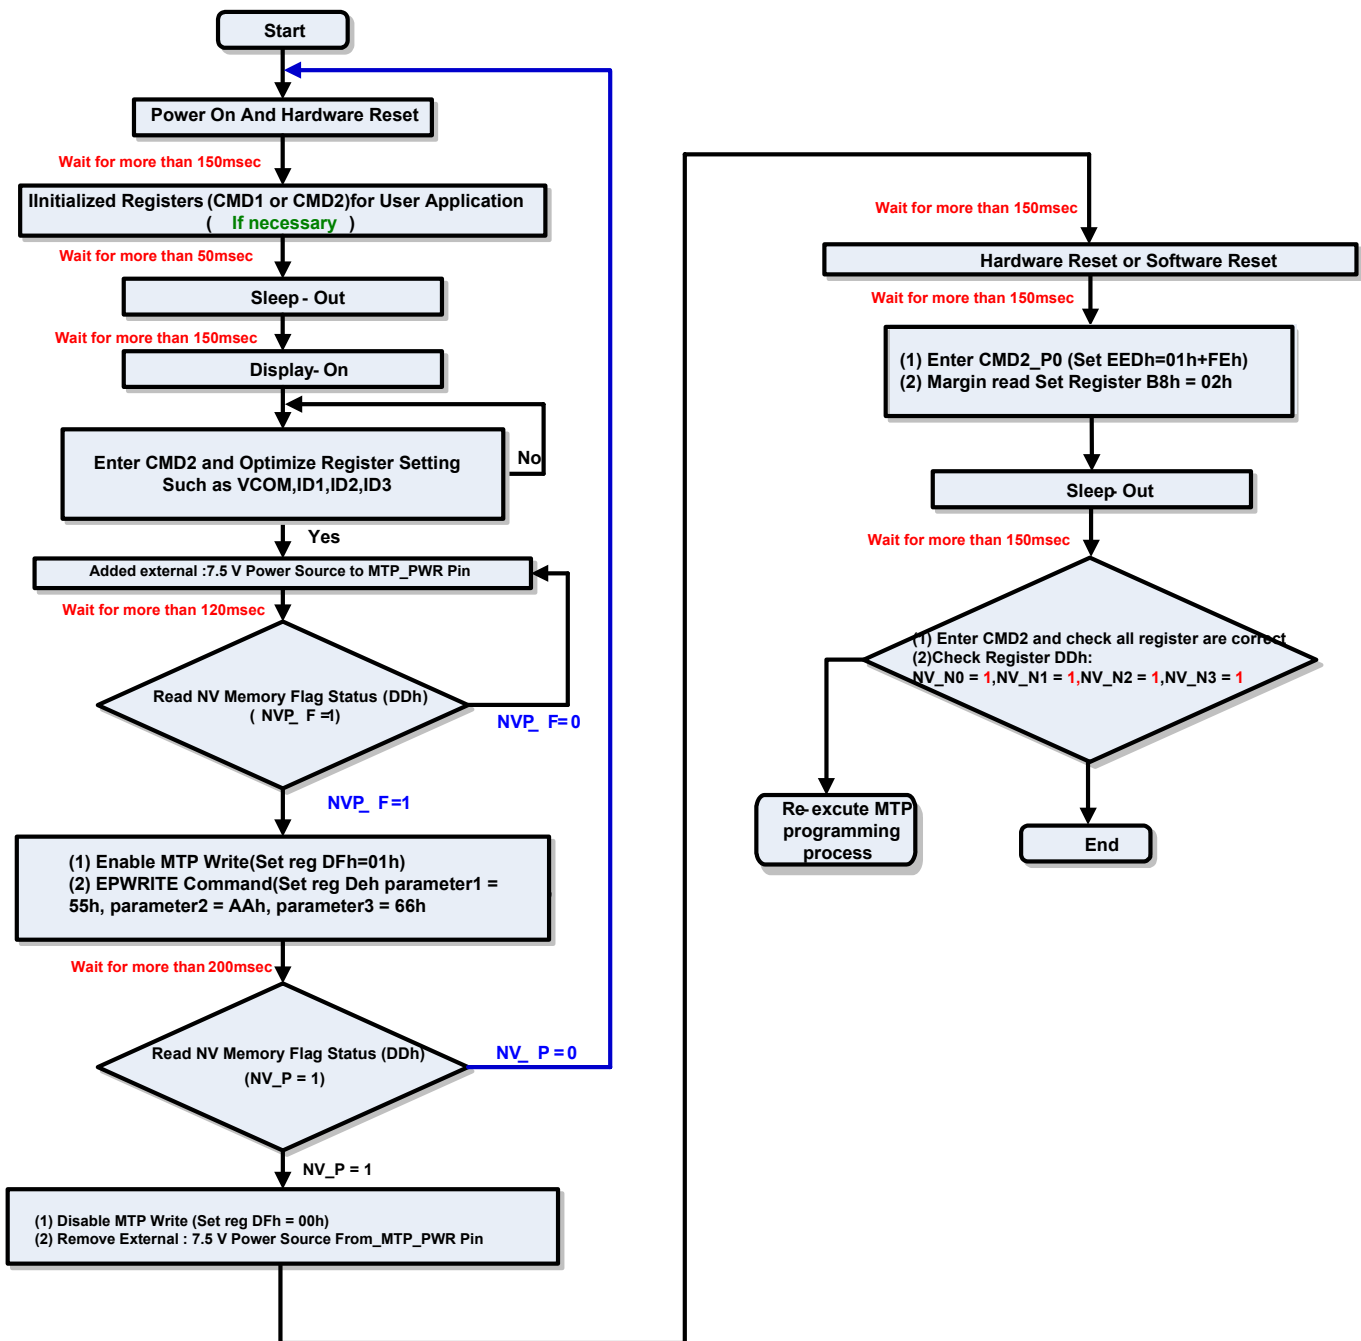 Start
Power On And Hardware Reset
Wait for more than 150msec
IInitialized Registers (CMD1 or CMD2)for User Application
( If necessary )
Wait for more than 50msec
Sleep - Out
Wait for more than 150msec
Display- On
Enter CMD2 and Optimize Register Setting
Such as VCOM,ID1,ID2,ID3
No
Yes
Added external :7.5 V Power Source to MTP_PWR Pin
Wait for more than 120msec
Read NV Memory Flag Status (DDh)
( NVP_ F =1)
NVP_ F= 0
NVP_ F =1
(1) Enable MTP Write(Set reg DFh=01h)
(2) EPWRITE Command(Set reg Deh parameter1 =
55h, parameter2 = AAh, parameter3 = 66h
Wait for more than 200msec
Read NV Memory Flag Status (DDh)
(NV_P = 1)
NV_ P = 0
NV_P = 1
(1) Disable MTP Write (Set reg DFh = 00h)
(2) Remove External : 7.5 V Power Source From_MTP_PWR Pin
Wait for more than 150msec
Hardware Reset or Software Reset
Wait for more than 150msec
(1) Enter CMD2_P0 (Set EEDh=01h+FEh)
(2) Margin read Set Register B8h = 02h
Sleep- Out
Wait for more than 150msec
(1) Enter CMD2 and check all register are correct
(2)Check Register DDh:
NV_N0 = 1,NV_N1 = 1,NV_N2 = 1,NV_N3 = 1
Re-excute MTP
programming
process
End